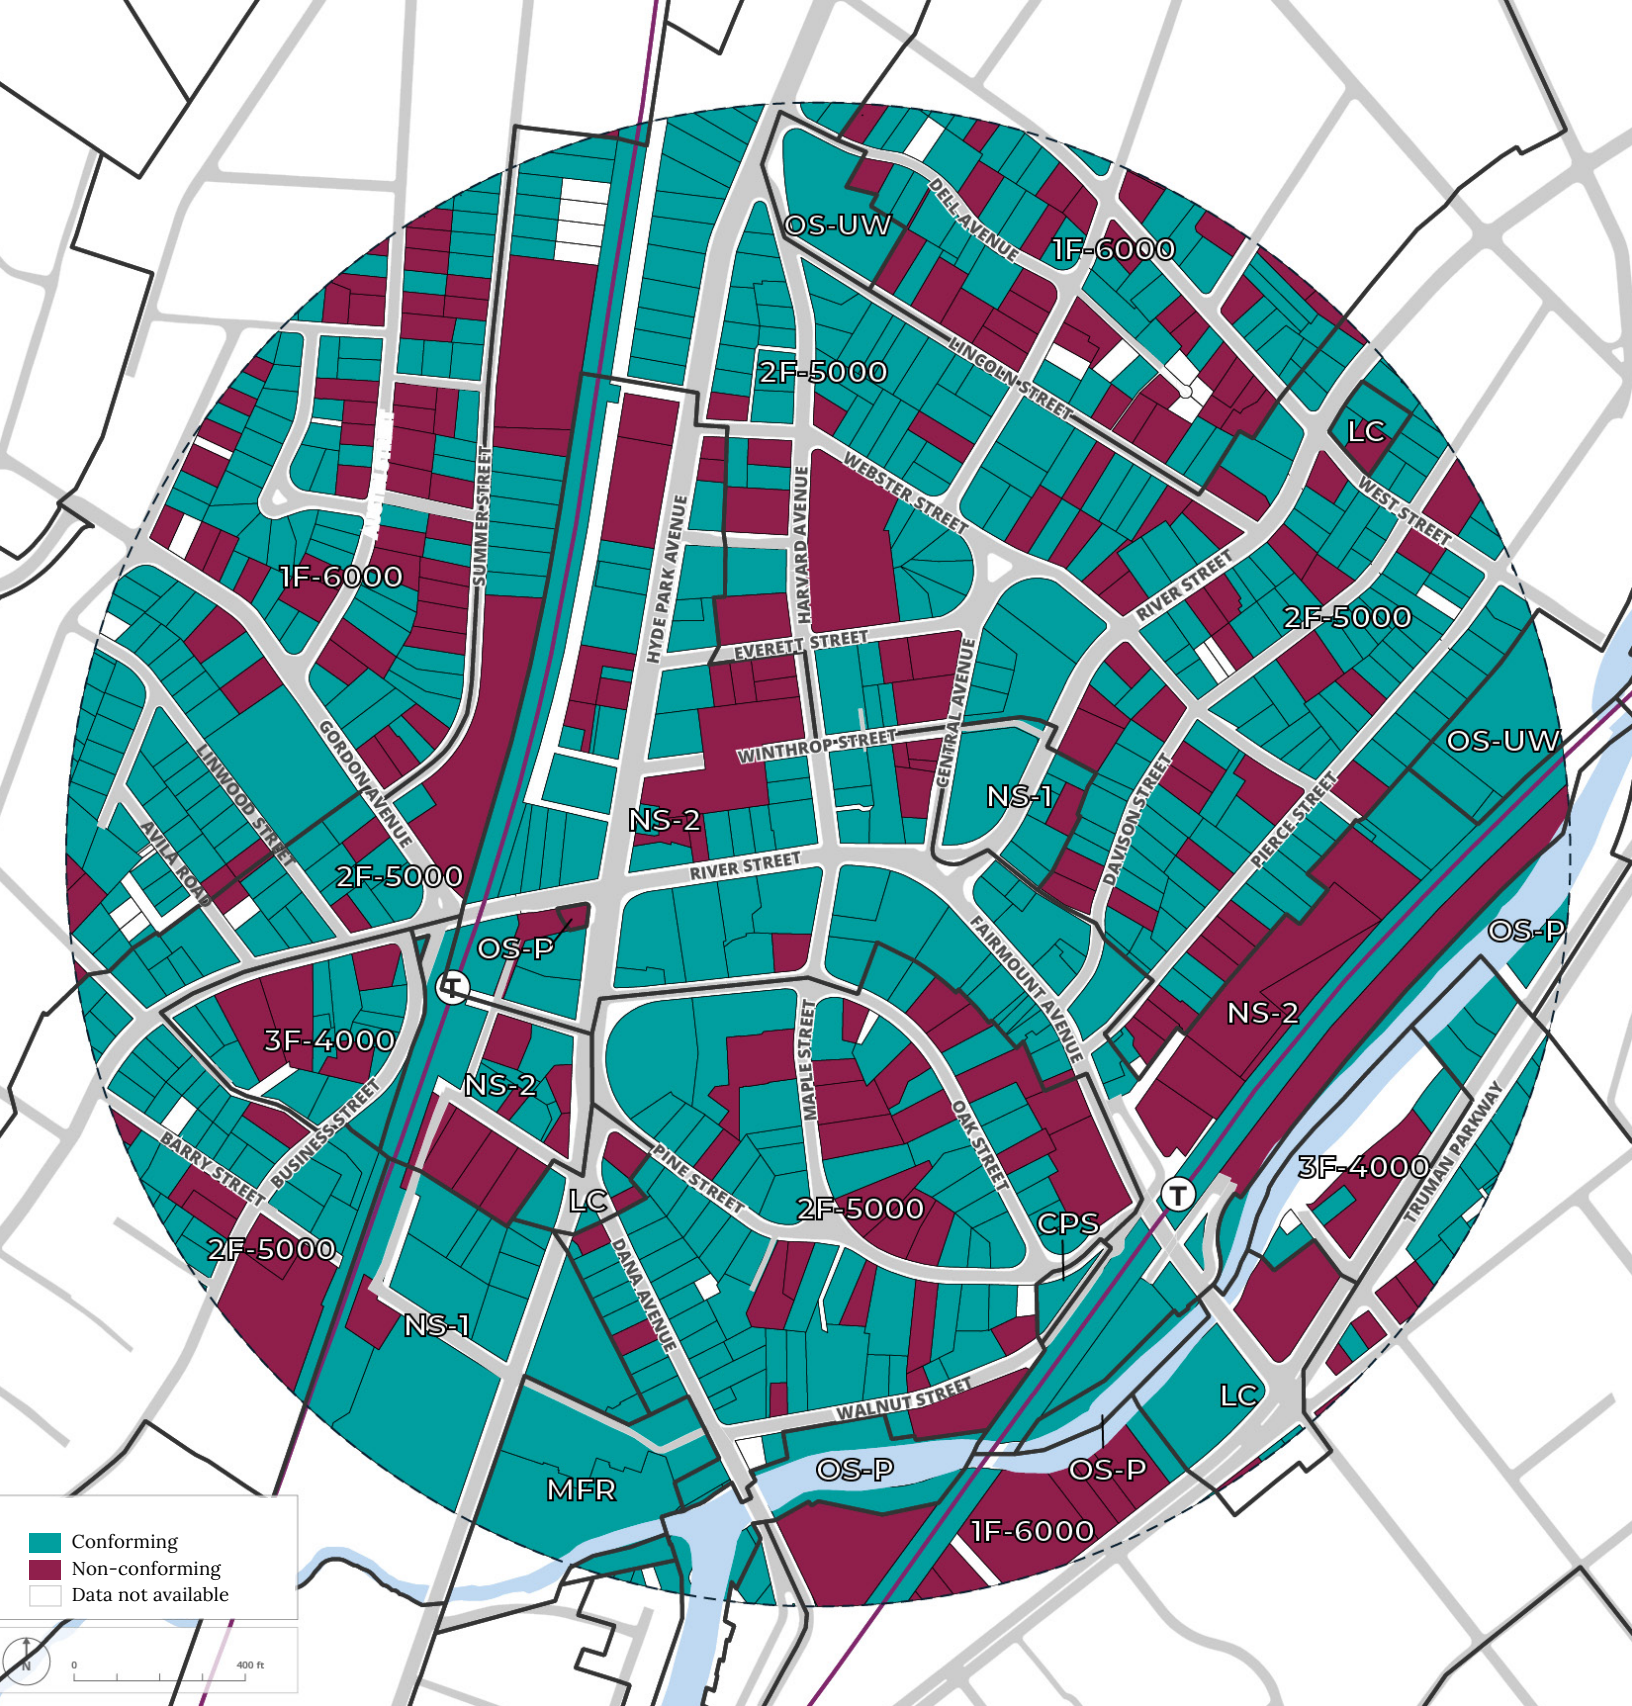 OS-UW
DELL AVENUE
1F-6000
2F-5000
LINCOLN STREET
LC
WEBSTER STREET
WEST STREET
SUMMER STREET
HYDE PARK AVENUE
HARVARD AVENUE
1F-6000
RIVER STREET
2F-5000
EVERETT STREET
CENTRAL AVENUE
WINTHROP STREET
OS-UW
GORDON AVENUE
LINWOOD STREET
NS-1
NS-2
DAVISON STREET
PIERCE STREET
AVILA ROAD
2F-5000
RIVER STREET
OS-P
OS-P
FAIRMOUNT AVENUE
T
NS-2
3F-4000
NS-2
MAPLE STREET
OAK STREET
BUSINESS STREET
BARRY STREET
PINE STREET
TRUMAN PARKWAY
3F-4000
T
LC
2F-5000
CPS
2F-5000
DANA AVENUE
NS-1
WALNUT STREET
LC
MFR
OS-P
OS-P
1F-6000
Conforming
Non-conforming
Data not available
N
0
400 ft